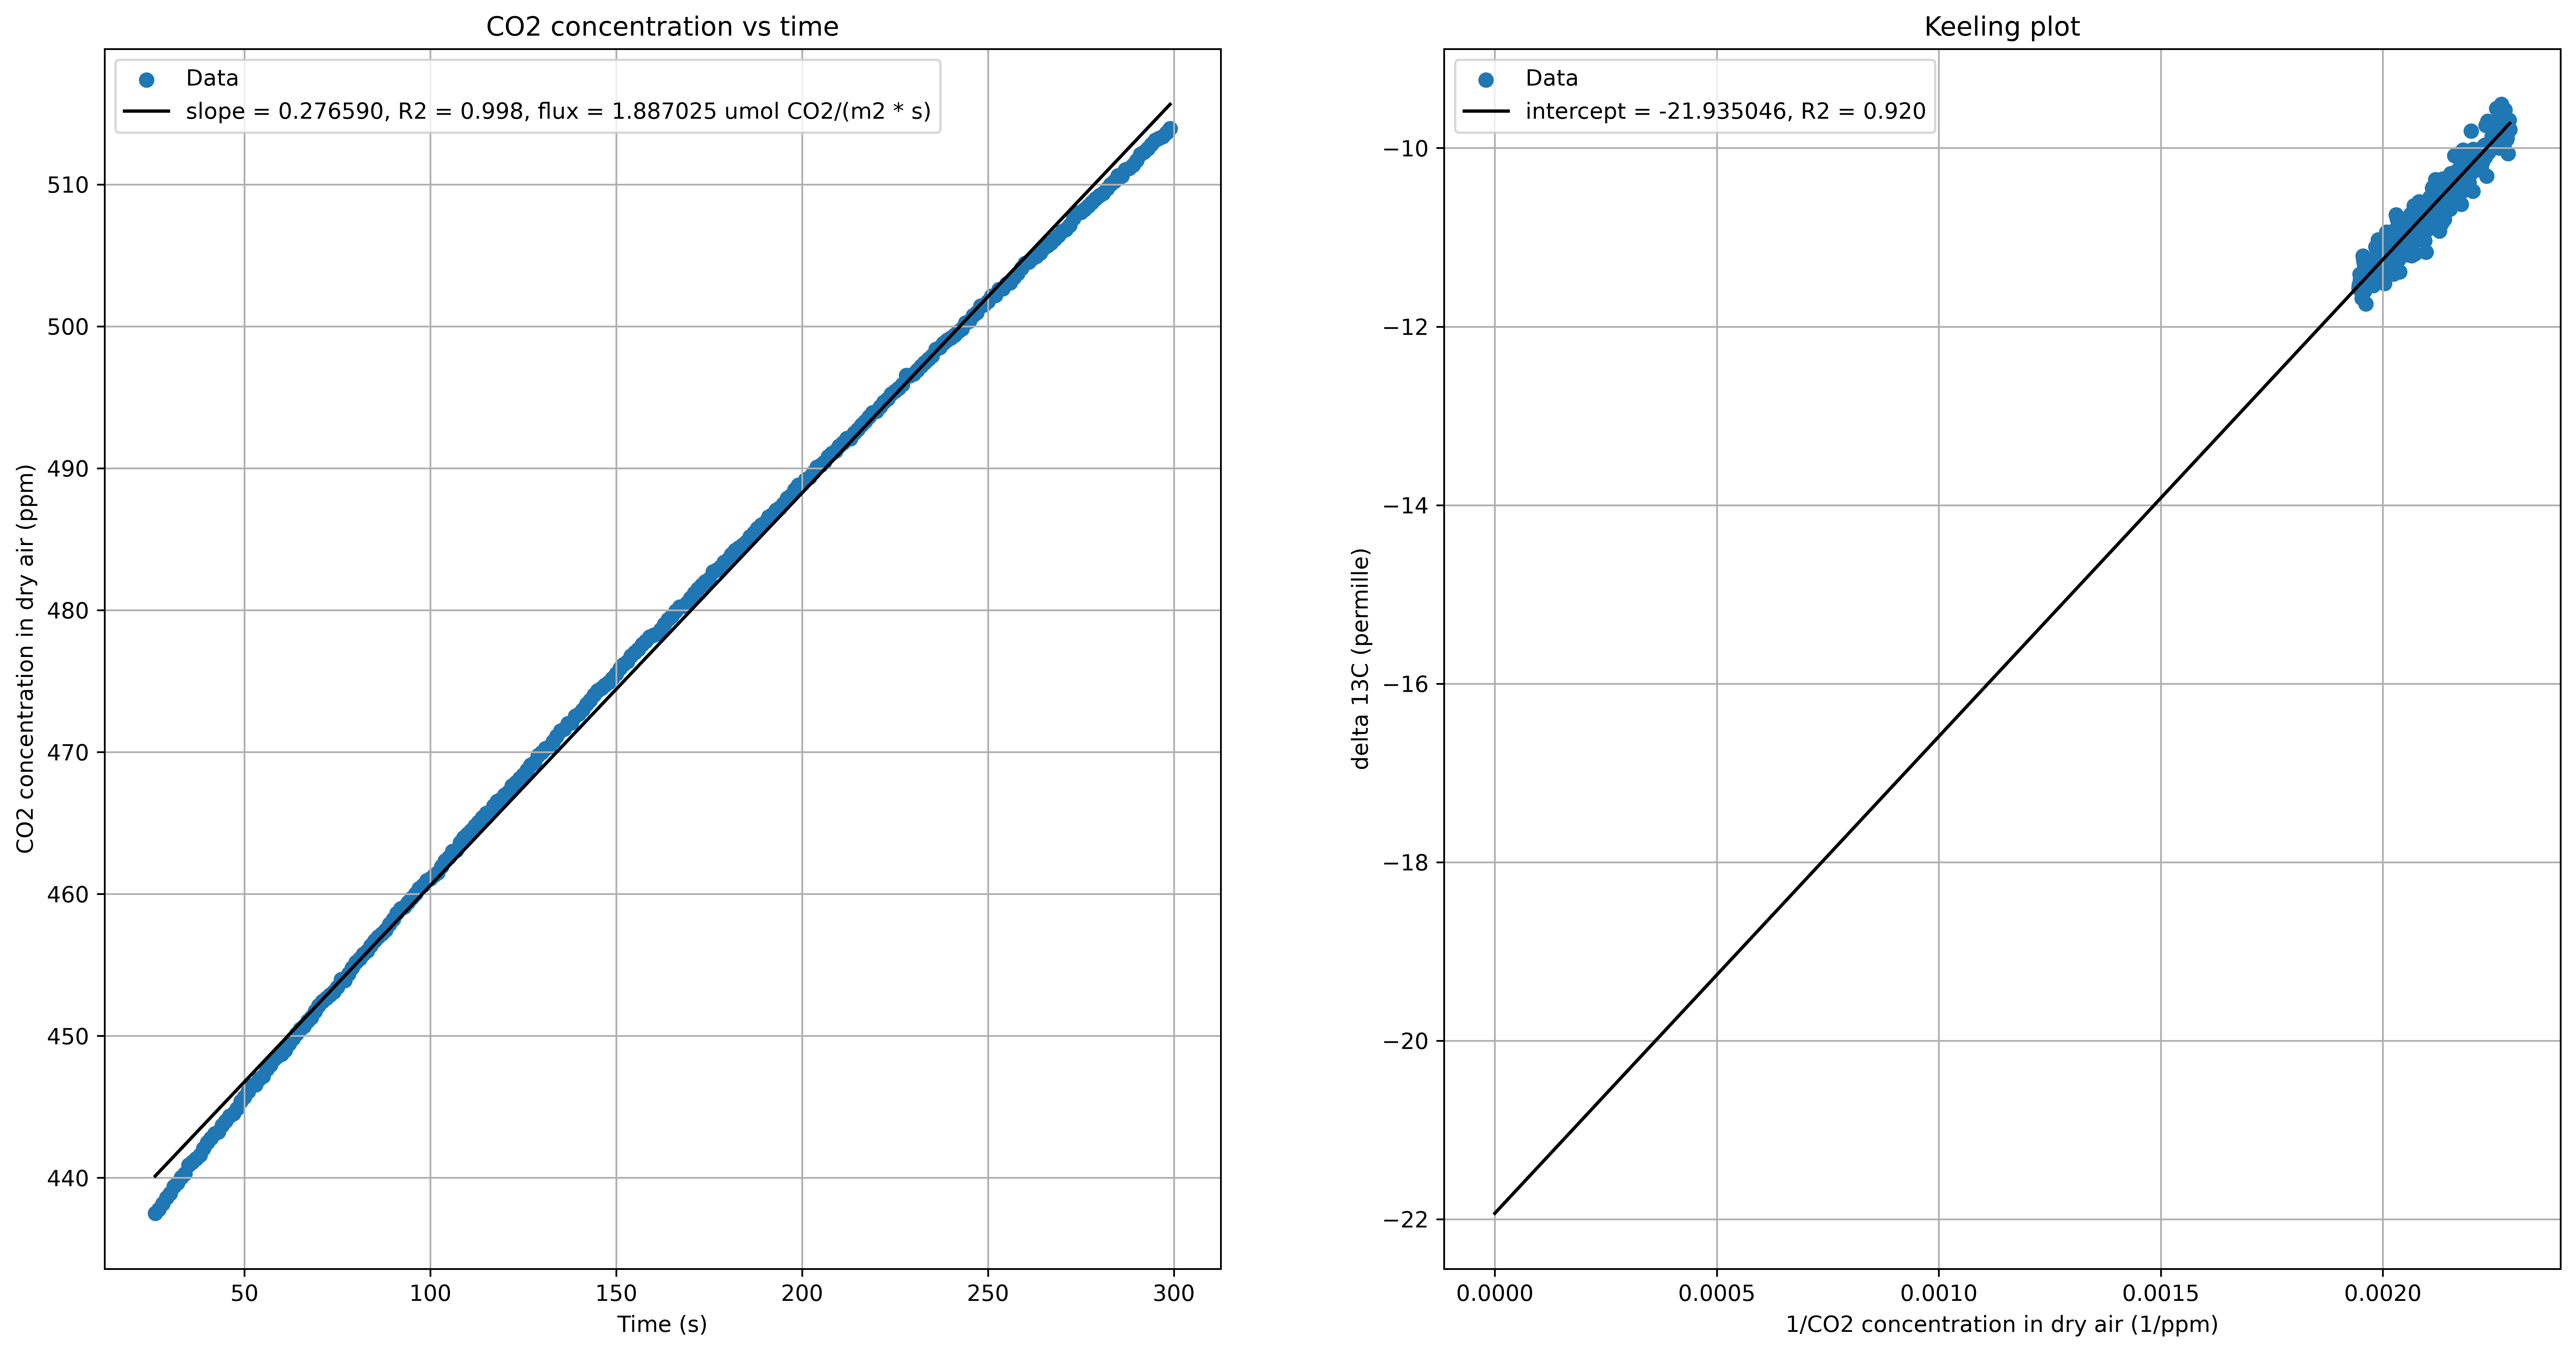 CO2 concentration vs time
Data
slope = 0.276590, R2 = 0.998, flux = 1.887025 umol CO2/(m2 * s)
CO2 concentration in dry air (ppm)
510
500
490
480
470
460
450
440
50 100 150 200 250 300
Time (s)
Keeling plot
Data
intercept = -21.935046, R2 = 0.920
delta 13C (permille)
−10
−12
−14
−16
−18
−20
−22
0.0000 0.0005 0.0010 0.0015 0.0020
1/CO2 concentration in dry air (1/ppm)